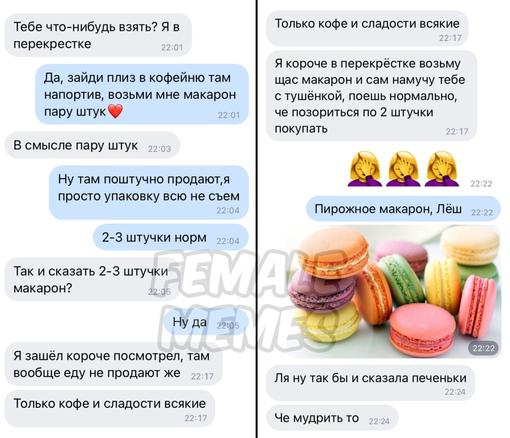 Тебе что-нибудь взять? Я в
перекрестке
22:01
Да, зайди плиз в кофейню там
напортив, возьми мне макарон
пару штук❤️
22:01
В смысле пару штук
22:03
Ну там поштучно продают,я
просто упаковку всю не съем
22:04
2-3 штучки норм
22:04
Так и сказать 2-3 штучки
макарон?
22:05
Ну да
22:05
Я зашёл короче посмотрел, там
вообще еду не продают же
22:17
Только кофе и сладости всякие
22:17
Только кофе и сладости всякие
22:17
Я короче в перекрёстке возьму
щас макарон и сам намучу тебе
с тушёнкой, поешь нормально,
че позориться по 2 штучки
покупать
22:17
🤦‍♀️🤦‍♀️🤦‍♀️
22:22
Пирожное макарон, Лёш
22:22
22:22
Ля ну так бы и сказала печеньки
22:24
Че мудрить то
22:24
FEMALE
MEMES